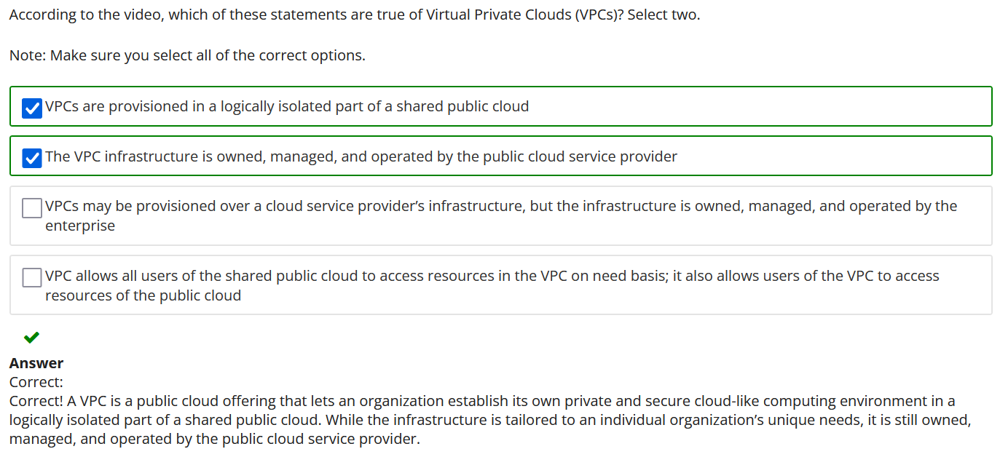 According to the video, which of these statements are true of Virtual Private Clouds (VPCs)? Select two.
Note: Make sure you select all of the correct options.
VPCs are provisioned in a logically isolated part of a shared public cloud
The VPC infrastructure is owned, managed, and operated by the public cloud service provider
VPCs may be provisioned over a cloud service provider’s infrastructure, but the infrastructure is owned, managed, and operated by the
enterprise
VPC allows all users of the shared public cloud to access resources in the VPC on need basis; it also allows users of the VPC to access
resources of the public cloud
Answer
Correct:
Correct! A VPC is a public cloud offering that lets an organization establish its own private and secure cloud-like computing environment in a
logically isolated part of a shared public cloud. While the infrastructure is tailored to an individual organization’s unique needs, it is still owned,
managed, and operated by the public cloud service provider.